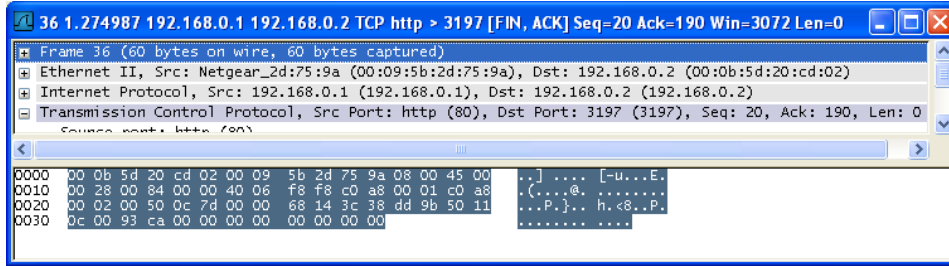 36 1.274987 192.168.0.1 192.168.0.2 TCP http > 3197 [FIN, ACK] Seq=20 Ack=190 Win=3072 Len=0
Frame 36 (60 bytes on wire, 60 bytes captured)
Ethernet II, Src: Netgear_2d:75:9a (00:09:5b:2d:75:9a), Dst: 192.168.0.2 (00:0b:5d:20:cd:02)
Internet Protocol, Src: 192.168.0.1 (192.168.0.1), Dst: 192.168.0.2 (192.168.0.2)
Transmission Control Protocol, Src Port: http (80), Dst Port: 3197 (3197), Seq: 20, Ack: 190, Len: 0
Source port: http (80)
0000 00 0b 5d 20 cd 02 00 09 5b 2d 75 9a 08 00 45 00 ..] .... [-u...E.
0010 00 28 00 84 00 00 40 06 f8 f8 c0 a8 00 01 c0 a8 .(....@. ........
0020 00 02 00 50 0c 7d 00 00 68 14 3c 38 dd 9b 50 11 ...P.}.. h.<8..P.
0030 0c 00 93 ca 00 00 00 00 00 00 00 00 ........ ....